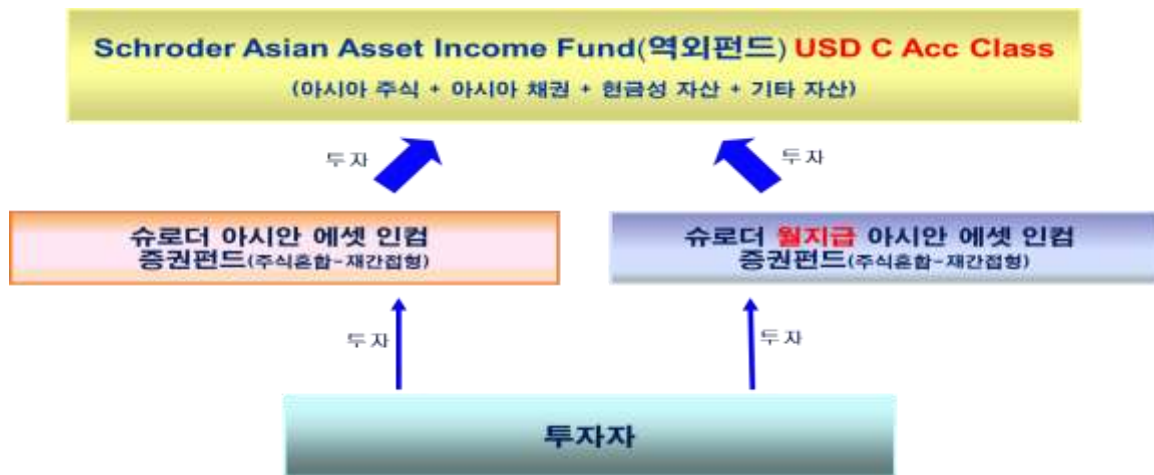 Schroder Asian Asset Income Fund(역외펀드) USD C Acc Class
(아시아 주식 + 아시아 채권 + 현금성 자산 + 기타 자산)
투자
투자
슈로더 아시안 에셋 인컴
증권펀드(주식혼합-재간접형)
슈로더 월지급 아시안 에셋 인컴
증권펀드(주식혼합-재간접형)
투자
투자
투자자